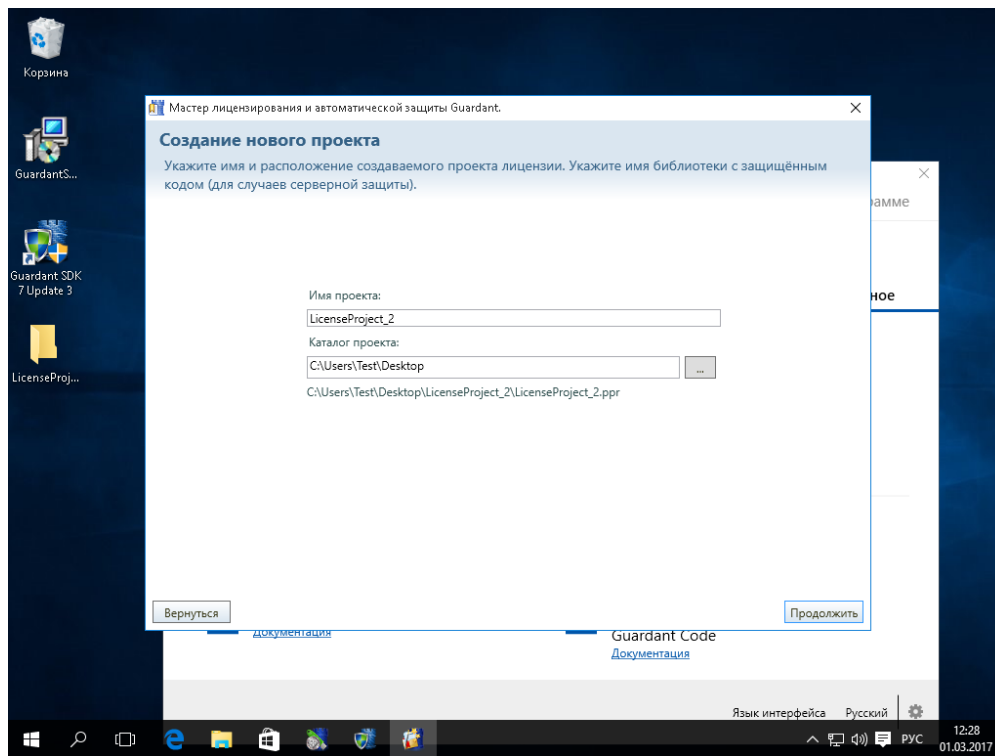 Корзина
GuardantS...
Guardant SDK
7 Update 3
LicenseProj...
Мастер лицензирования и автоматической защиты Guardant.
Создание нового проекта
Укажите имя и расположение создаваемого проекта лицензии. Укажите имя библиотеки с защищённым
кодом (для случаев серверной защиты).
Имя проекта:
LicenseProject_2
Каталог проекта:
C:\Users\Test\Desktop
...
C:\Users\Test\Desktop\LicenseProject_2\LicenseProject_2.ppr
Вернуться
Продолжить
рамме
ное
Документация
Guardant Code
Документация
Язык интерфейса Русский
РУС
12:28
01.03.2017